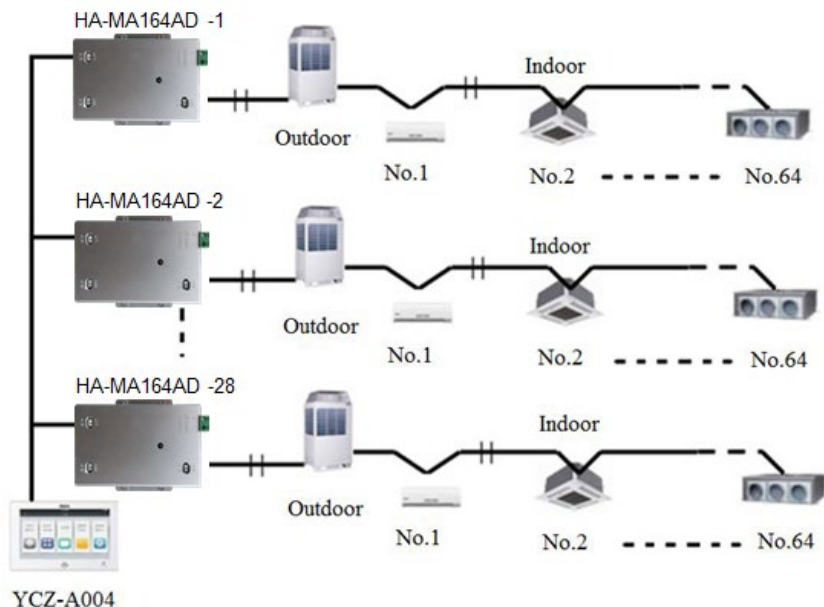 HA-MA164AD -1
Indoor
Outdoor
No.1
No.2
No.64
HA-MA164AD -2
Indoor
Outdoor
No.1
No.2
No.64
HA-MA164AD -28
Indoor
Outdoor
No.1
No.2
No.64
YCZ-A004